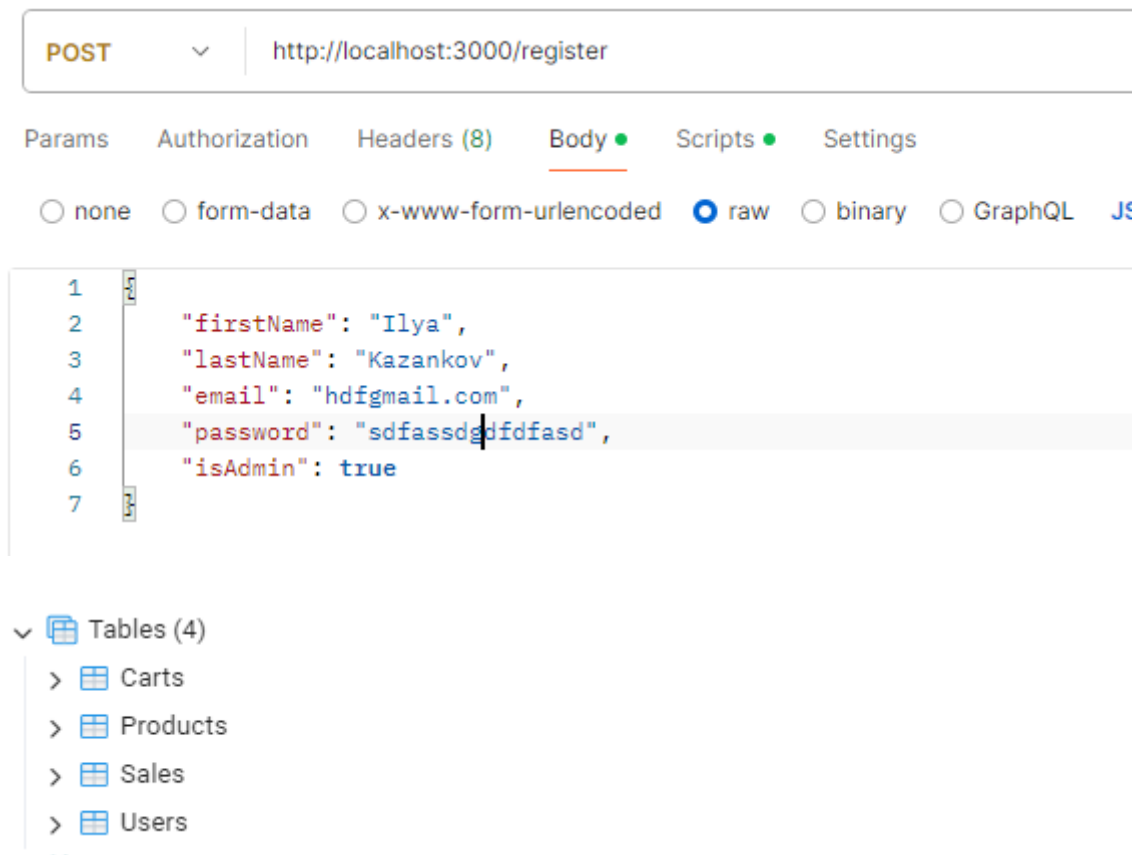 POST http://localhost:3000/register
Params Authorization Headers (8) Body Scripts Settings
none form-data x-www-form-urlencoded raw binary GraphQL
1 {
2 "firstName": "Ilya",
3 "lastName": "Kazankov",
4 "email": "hdfgmail.com",
5 "password": "sdfassdgdfdfasd",
6 "isAdmin": true
7 }
Tables (4)
Carts
Products
Sales
Users